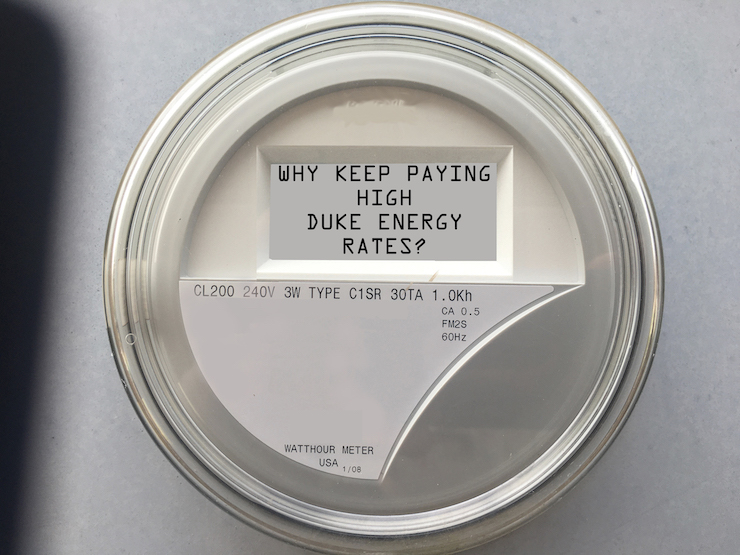 WHY KEEP PAYING
HIGH
DUKE ENERGY
RATES?
CL200 240V 3W TYPE C1SR 30TA 1.0Kh
CA 0.5
FM2S
60Hz
WATTHOUR METER
USA 1/08